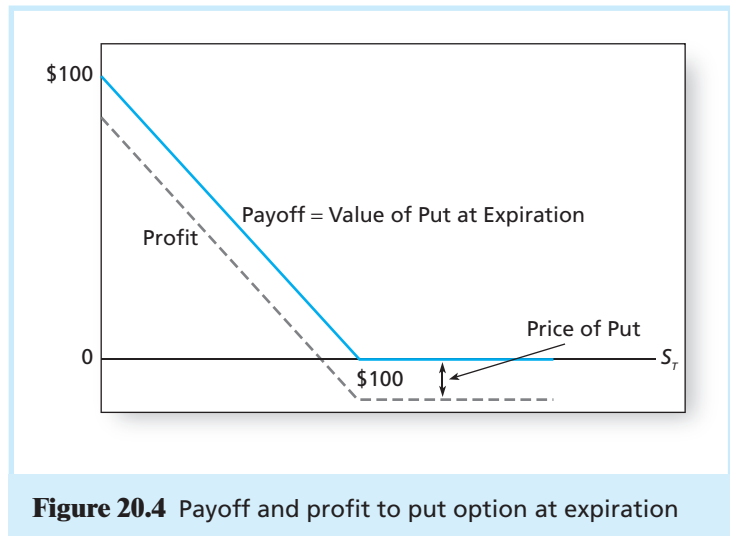 $100
Payoff = Value of Put at Expiration
Profit
Price of Put
0
S_T
$100
Figure 20.4 Payoff and profit to put option at expiration